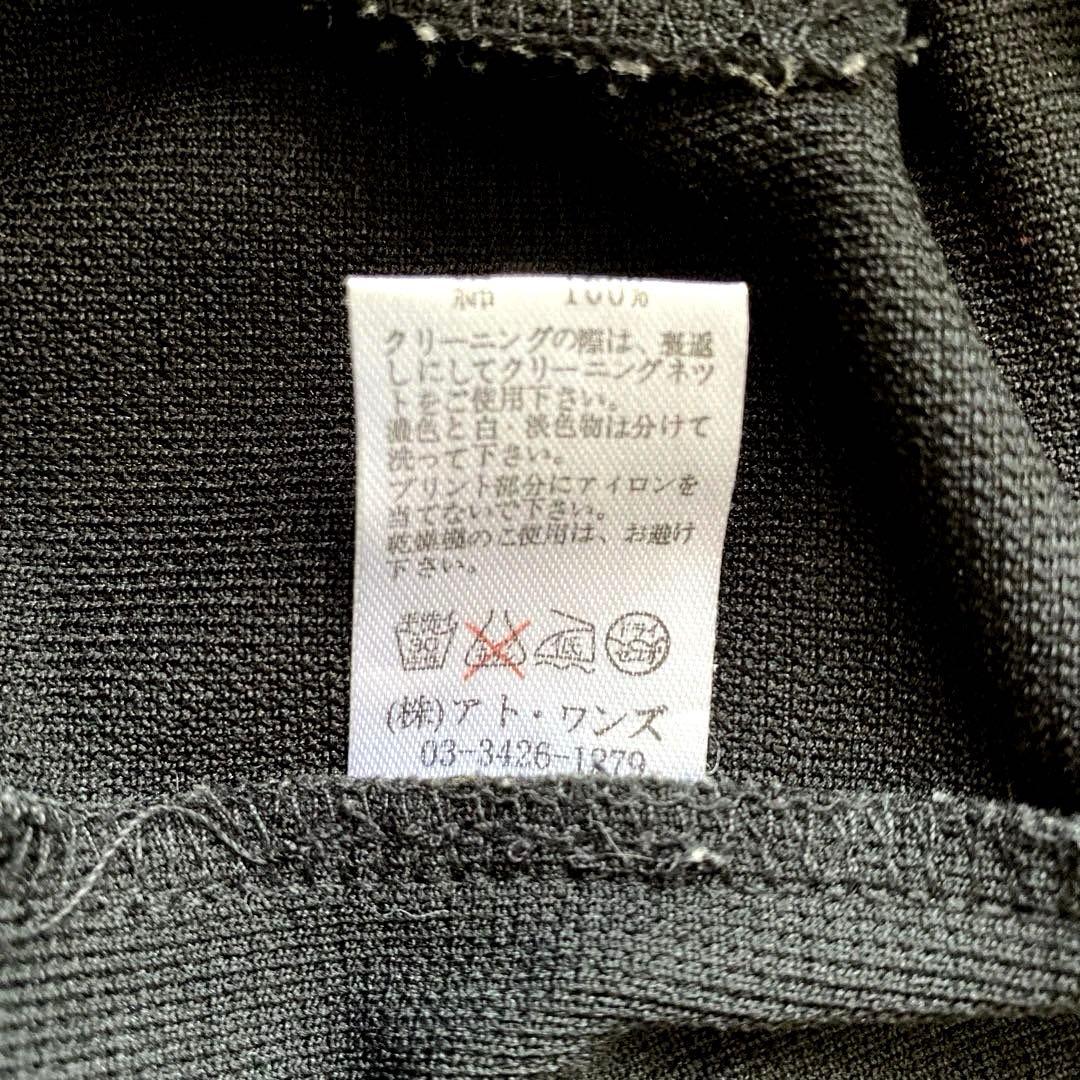 綿 100%
クリーニングの際は、裏返
しにしてクリーニングネッ
トをご使用下さい。
濃色と白・淡色物は分けて
洗って下さい。
プリント部分にアイロンを
当てないで下さい。
乾燥機のご使用は、お避け
下さい。
手洗イ
(株)アト・ワンズ
03-3426-1879